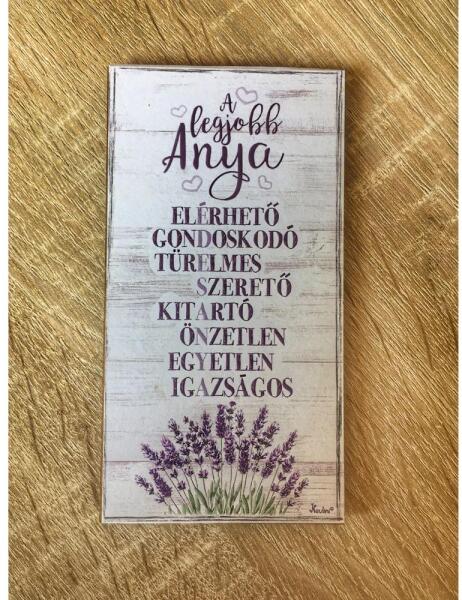 A
legjobb
Anya
ELÉRHETŐ
GONDOSKODÓ
TÜRELMES
SZERETŐ
KITARTÓ
ÖNZETLEN
EGYETLEN
IGAZSÁGOS